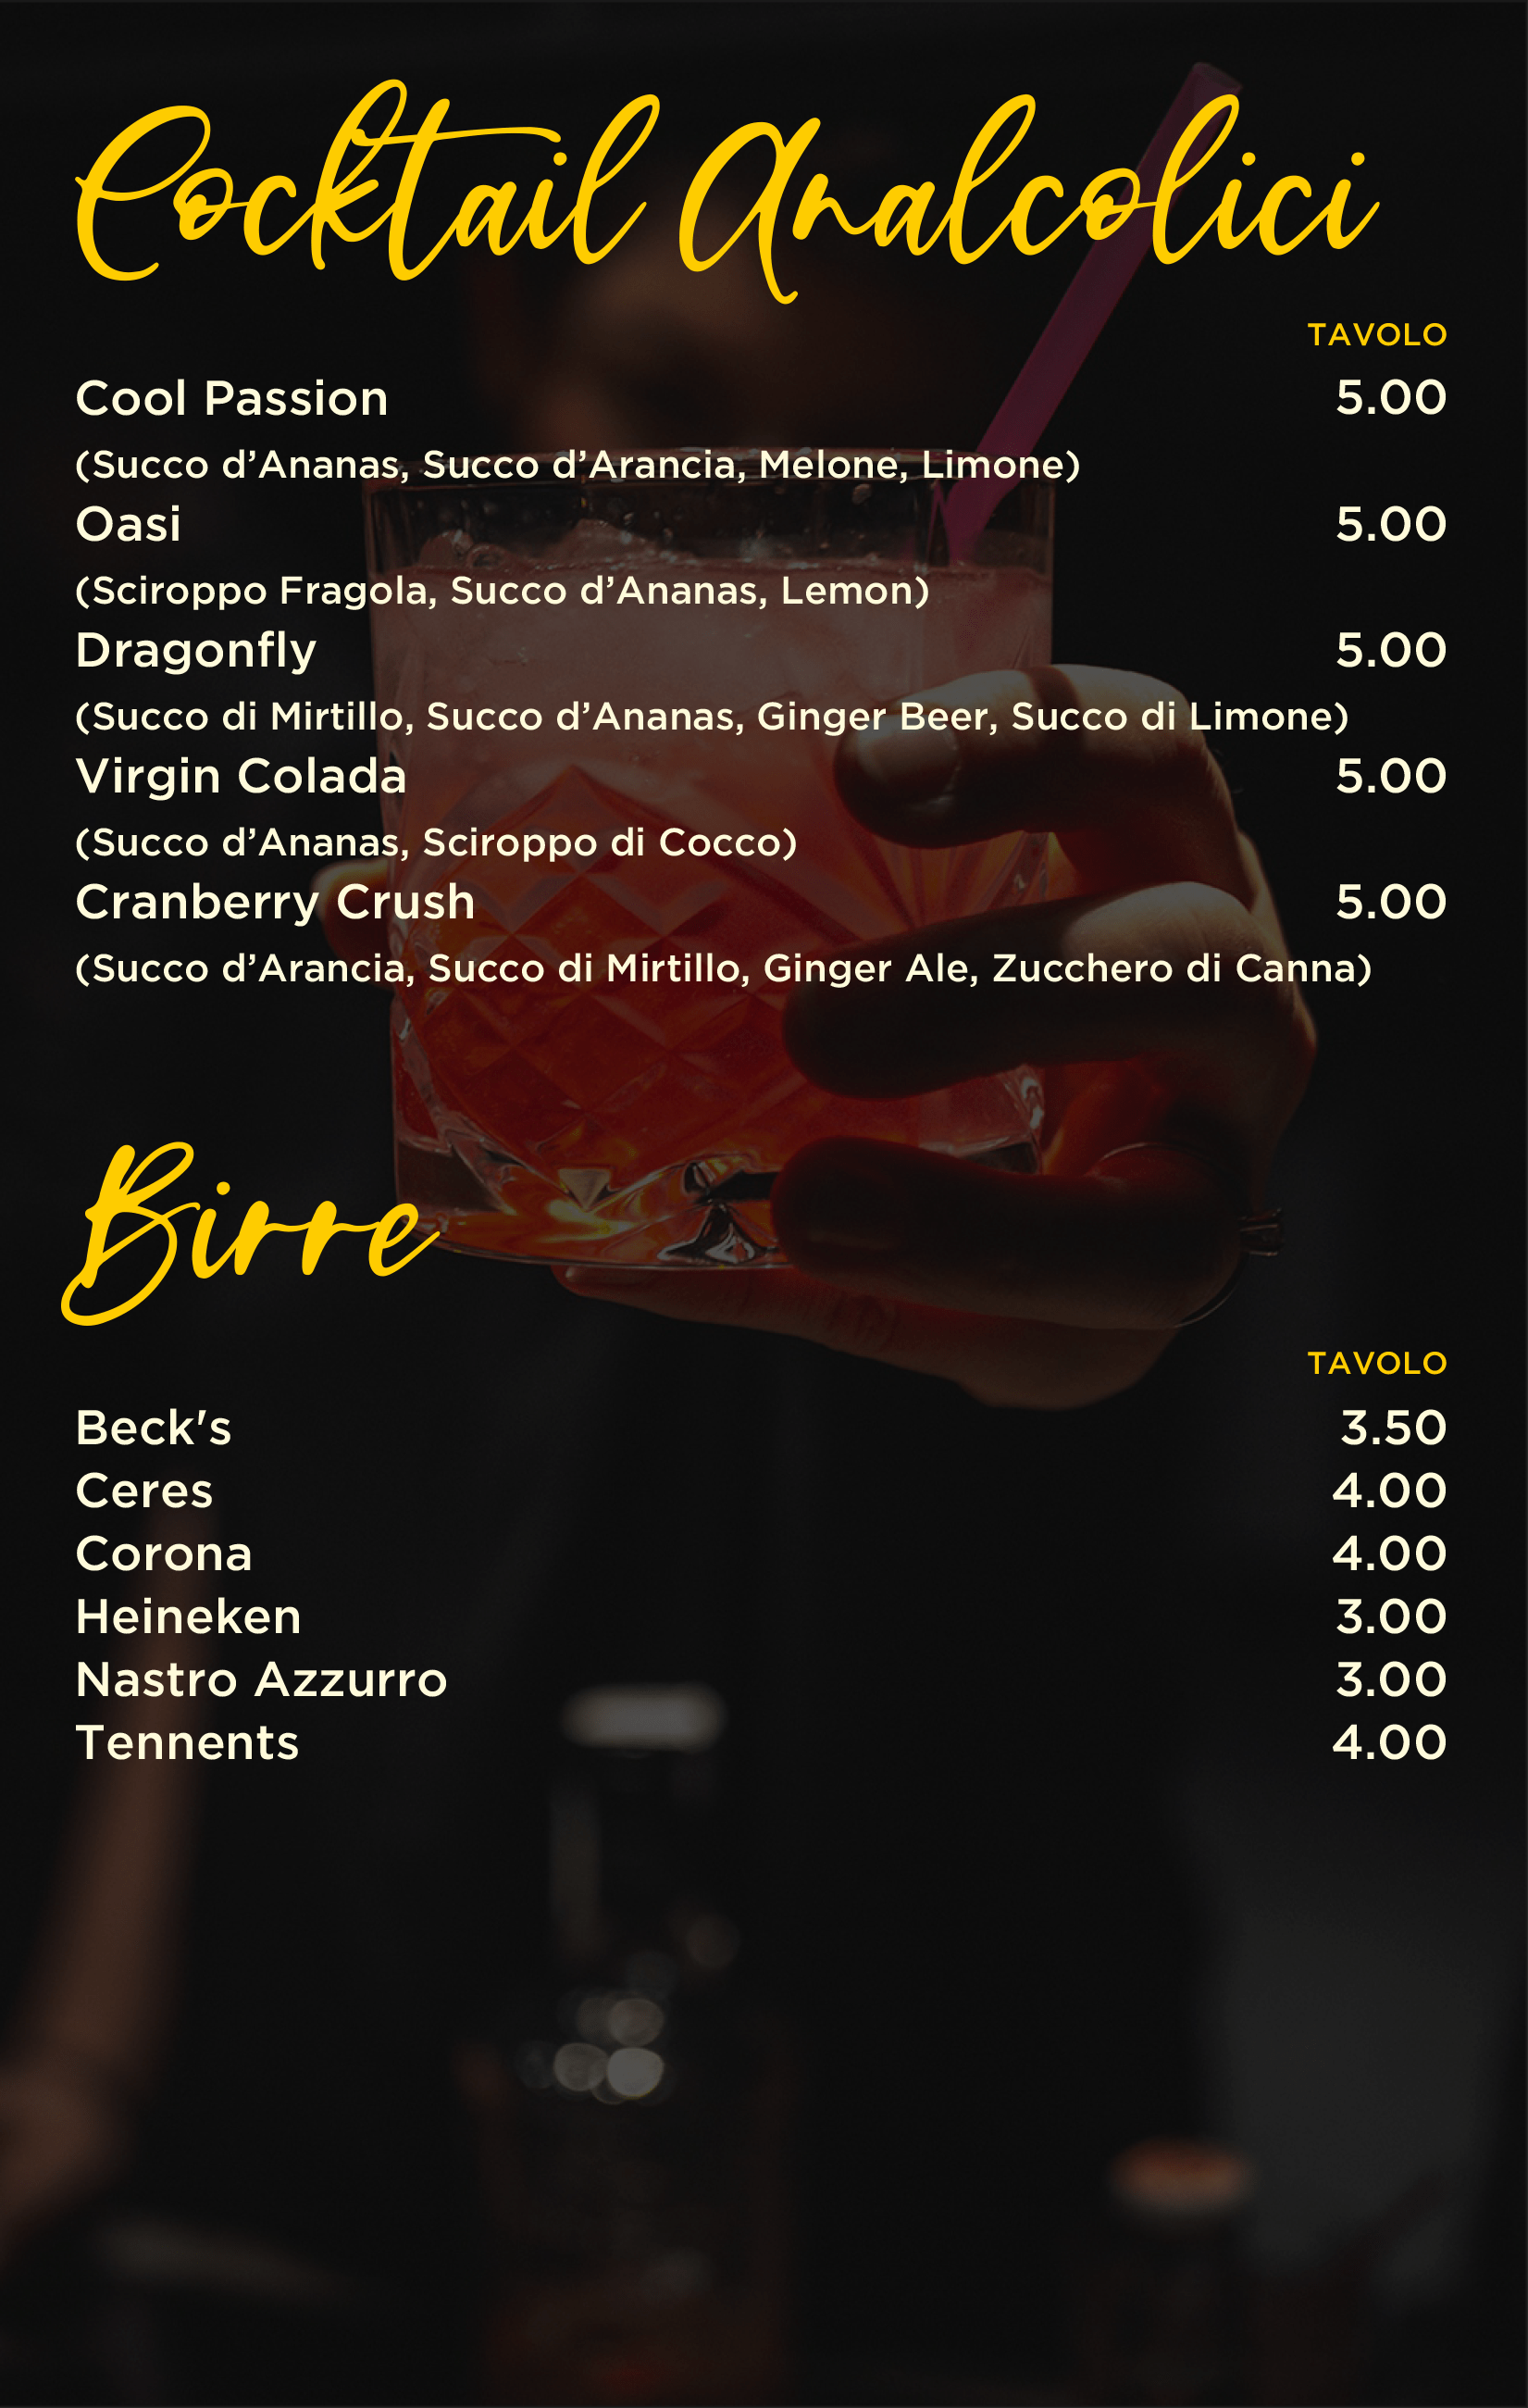 Cocktail Analcolici
TAVOLO
Cool Passion 5.00
(Succo d’Ananas, Succo d’Arancia, Melone, Limone)
Oasi 5.00
(Sciroppo Fragola, Succo d’Ananas, Lemon)
Dragonfly 5.00
(Succo di Mirtillo, Succo d’Ananas, Ginger Beer, Succo di Limone)
Virgin Colada 5.00
(Succo d’Ananas, Sciroppo di Cocco)
Cranberry Crush 5.00
(Succo d’Arancia, Succo di Mirtillo, Ginger Ale, Zucchero di Canna)
Birre
TAVOLO
Beck's 3.50
Ceres 4.00
Corona 4.00
Heineken 3.00
Nastro Azzurro 3.00
Tennents 4.00